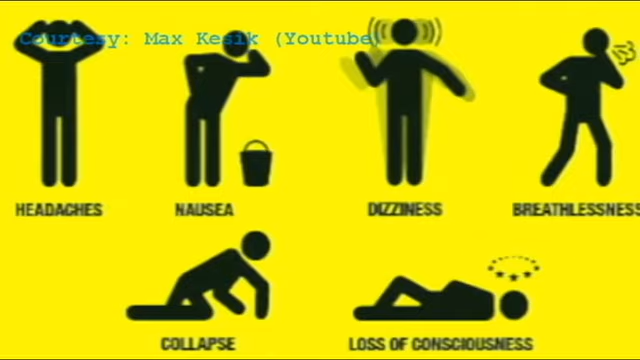 Courtesy: Max Kesik (Youtube)
HEADACHES
NAUSEA
DIZZINESS
BREATHLESSNESS
COLLAPSE
LOSS OF CONSCIOUSNESS